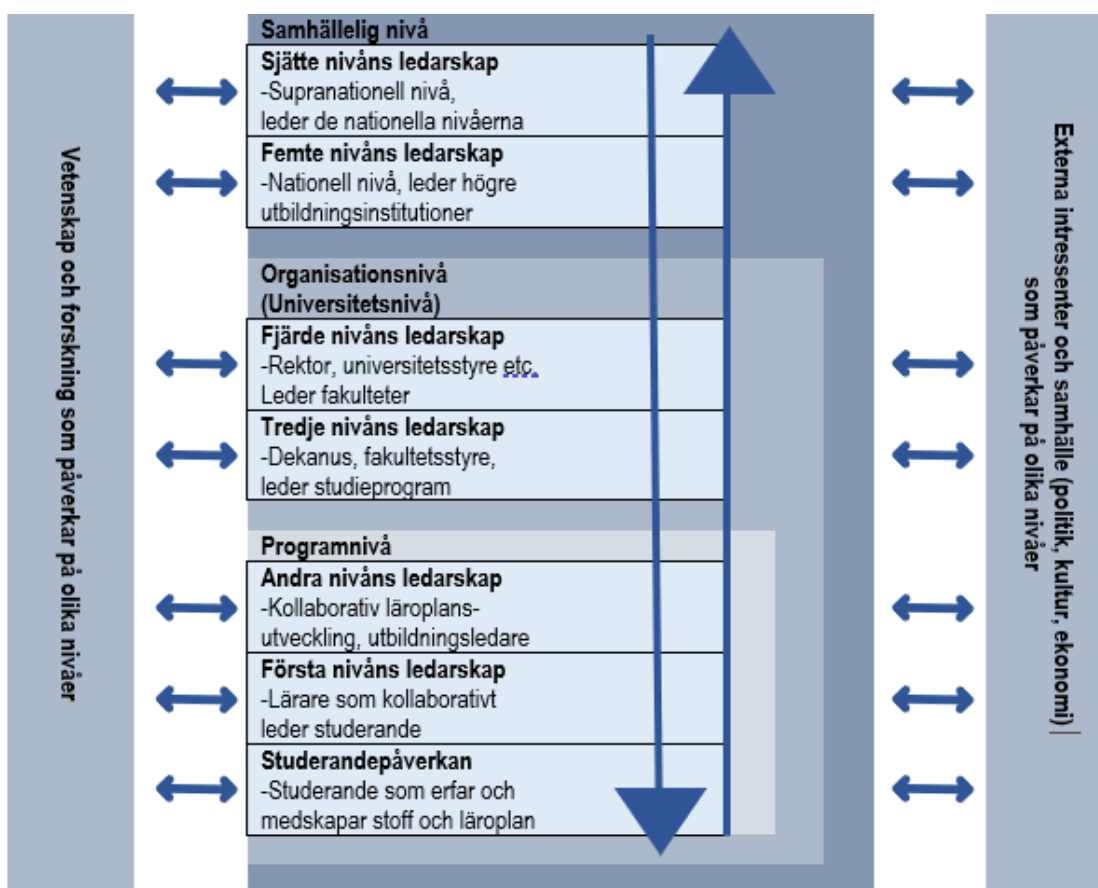 Vetenskap och forskning som påverkar på olika nivåer
Samhällelig nivå
Sjätte nivåns ledarskap
-Supranationell nivå,
leder de nationella nivåerna
Femte nivåns ledarskap
-Nationell nivå, leder högre
utbildningsinstitutioner
Organisationsnivå
(Universitetsnivå)
Fjärde nivåns ledarskap
-Rektor, universitetsstyre etc.
Leder fakulteter
Tredje nivåns ledarskap
-Dekanus, fakultetsstyre,
leder studieprogram
Programnivå
Andra nivåns ledarskap
-Kollaborativ läroplans-
utveckling, utbildningsledare
Första nivåns ledarskap
-Lärare som kollaborativt
leder studerande
Studerandepåverkan
-Studerande som erfar och
medskapar stoff och läroplan
Externa intressenter och samhälle (politik, kultur, ekonomi)
som påverkar på olika nivåer